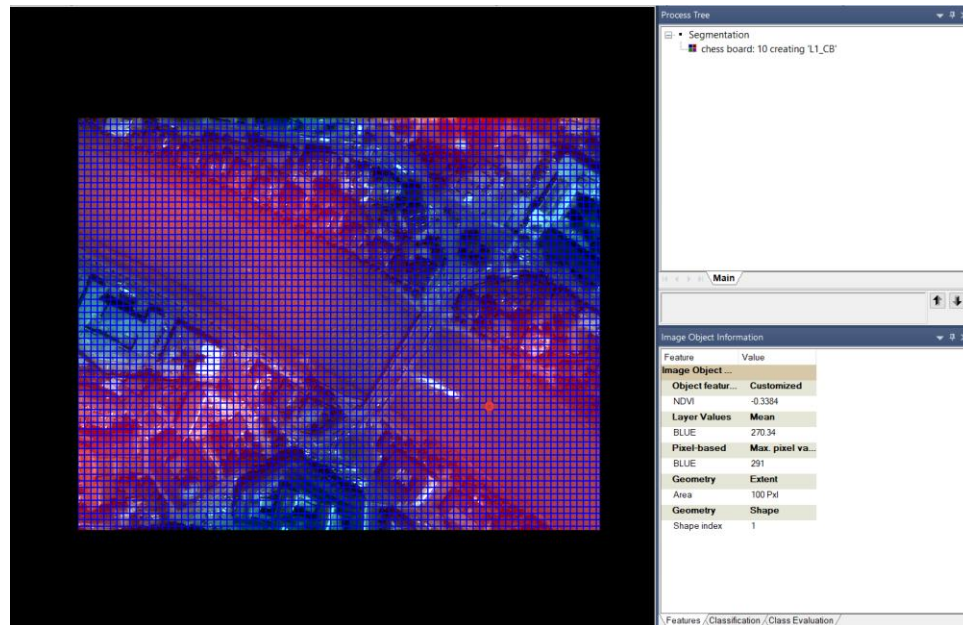 Process Tree
Segmentation
chess board: 10 creating 'L1_CB'
Main
Image Object Information
Feature Value
Image Object ...
Object featur... Customized
NDVI -0.3384
Layer Values Mean
BLUE 270.34
Pixel-based Max. pixel va...
BLUE 291
Geometry Extent
Area 100 Pxl
Geometry Shape
Shape index 1
Features Classification Class Evaluation